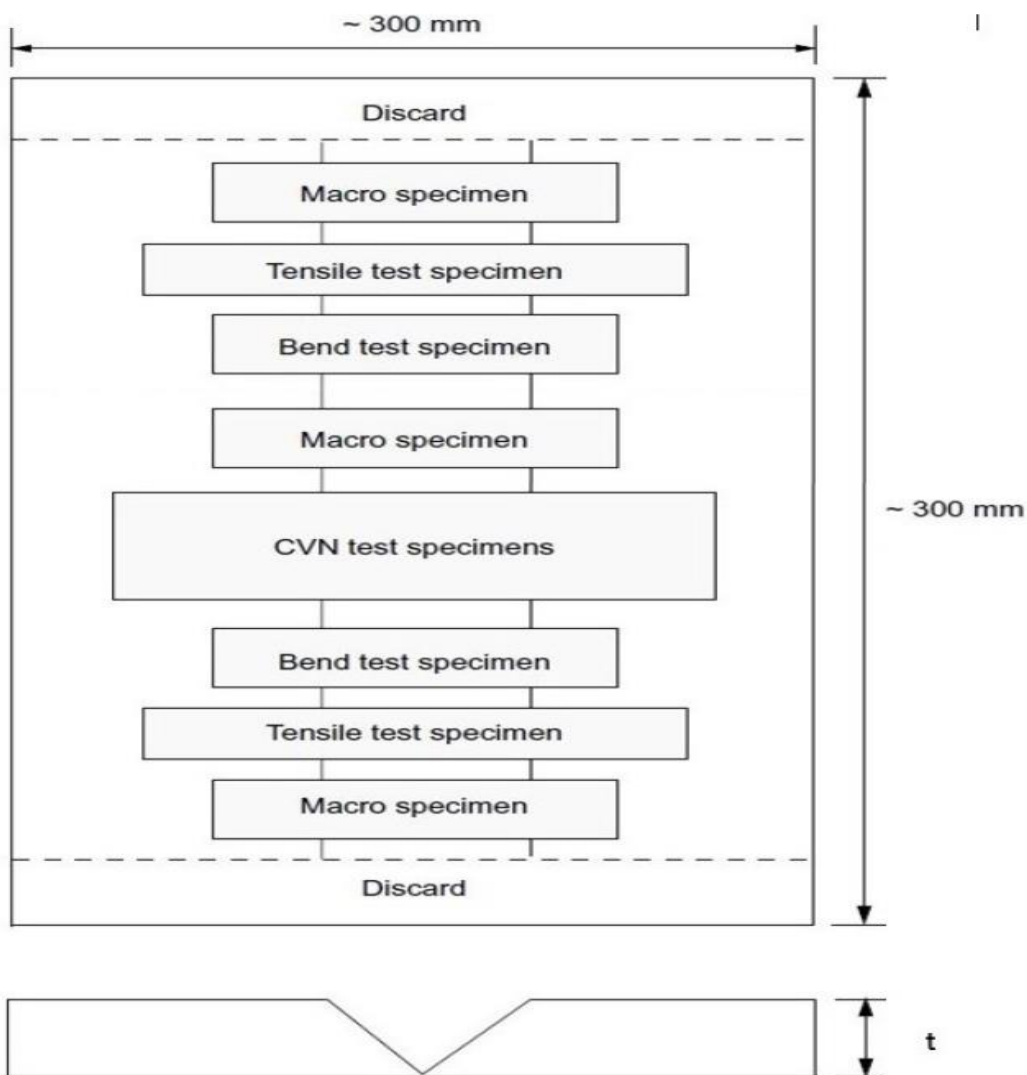 ~ 300 mm
Discard
Macro specimen
Tensile test specimen
Bend test specimen
Macro specimen
CVN test specimens
~ 300 mm
Bend test specimen
Tensile test specimen
Macro specimen
Discard
t